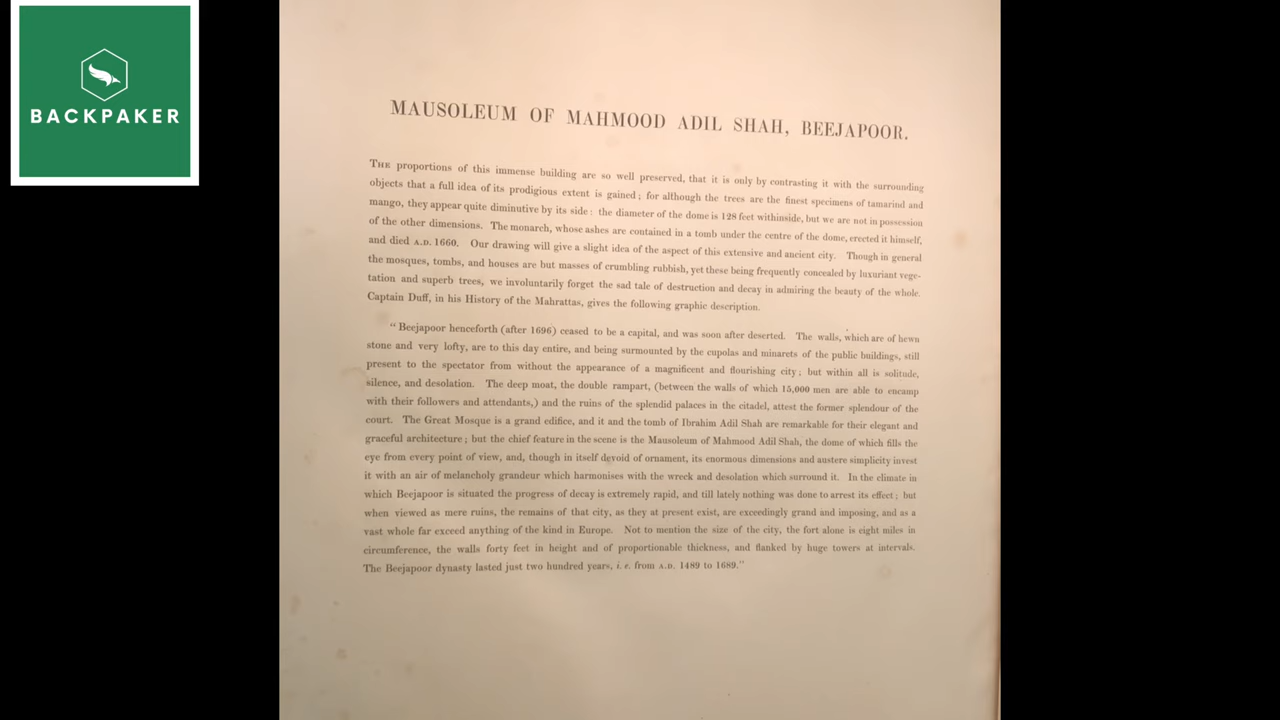 BACKPAKER
MAUSOLEUM OF MAHMOOD ADIL SHAH, BEEJAPOOR.
THE proportions of this immense building are so well preserved, that it is only by contrasting it with the surrounding
objects that a full idea of its prodigious extent is gained; for although the trees are the finest specimens of tamarind and
mango, they appear quite diminutive by its side: the diameter of the dome is 128 feet withinside, but we are not in possession
of the other dimensions. The monarch, whose ashes are contained in a tomb under the centre of the dome, erected it himself,
and died A.D. 1660. Our drawing will give a slight idea of the aspect of this extensive and ancient city. Though in general
the mosques, tombs, and houses are but masses of crumbling rubbish, yet these being frequently concealed by luxuriant vege-
tation and superb trees, we involuntarily forget the sad tale of destruction and decay in admiring the beauty of the whole.
Captain Duff, in his History of the Mahrattas, gives the following graphic description.
"Beejapoor henceforth (after 1696) ceased to be a capital, and was soon after deserted. The walls, which are of hewn
stone and very lofty, are to this day entire, and being surmounted by the cupolas and minarets of the public buildings, still
present to the spectator from without the appearance of a magnificent and flourishing city; but within all is solitude,
silence, and desolation. The deep moat, the double rampart, (between the walls of which 15,000 men are able to encamp
with their followers and attendants,) and the ruins of the splendid palaces in the citadel, attest the former splendour of the
court. The Great Mosque is a grand edifice, and it and the tomb of Ibrahim Adil Shah are remarkable for their elegant and
graceful architecture; but the chief feature in the scene is the Mausoleum of Mahmood Adil Shah, the dome of which fills the
eye from every point of view, and, though in itself devoid of ornament, its enormous dimensions and austere simplicity invest
it with an air of melancholy grandeur which harmonises with the wreck and desolation which surround it. In the climate in
which Beejapoor is situated the progress of decay is extremely rapid, and till lately nothing was done to arrest its effect; but
when viewed as mere ruins, the remains of that city, as they at present exist, are exceedingly grand and imposing, and as a
vast whole far exceed anything of the kind in Europe. Not to mention the size of the city, the fort alone is eight miles in
circumference, the walls forty feet in height and of proportionable thickness, and flanked by huge towers at intervals.
The Beejapoor dynasty lasted just two hundred years, i. e. from A.D. 1489 to 1689."